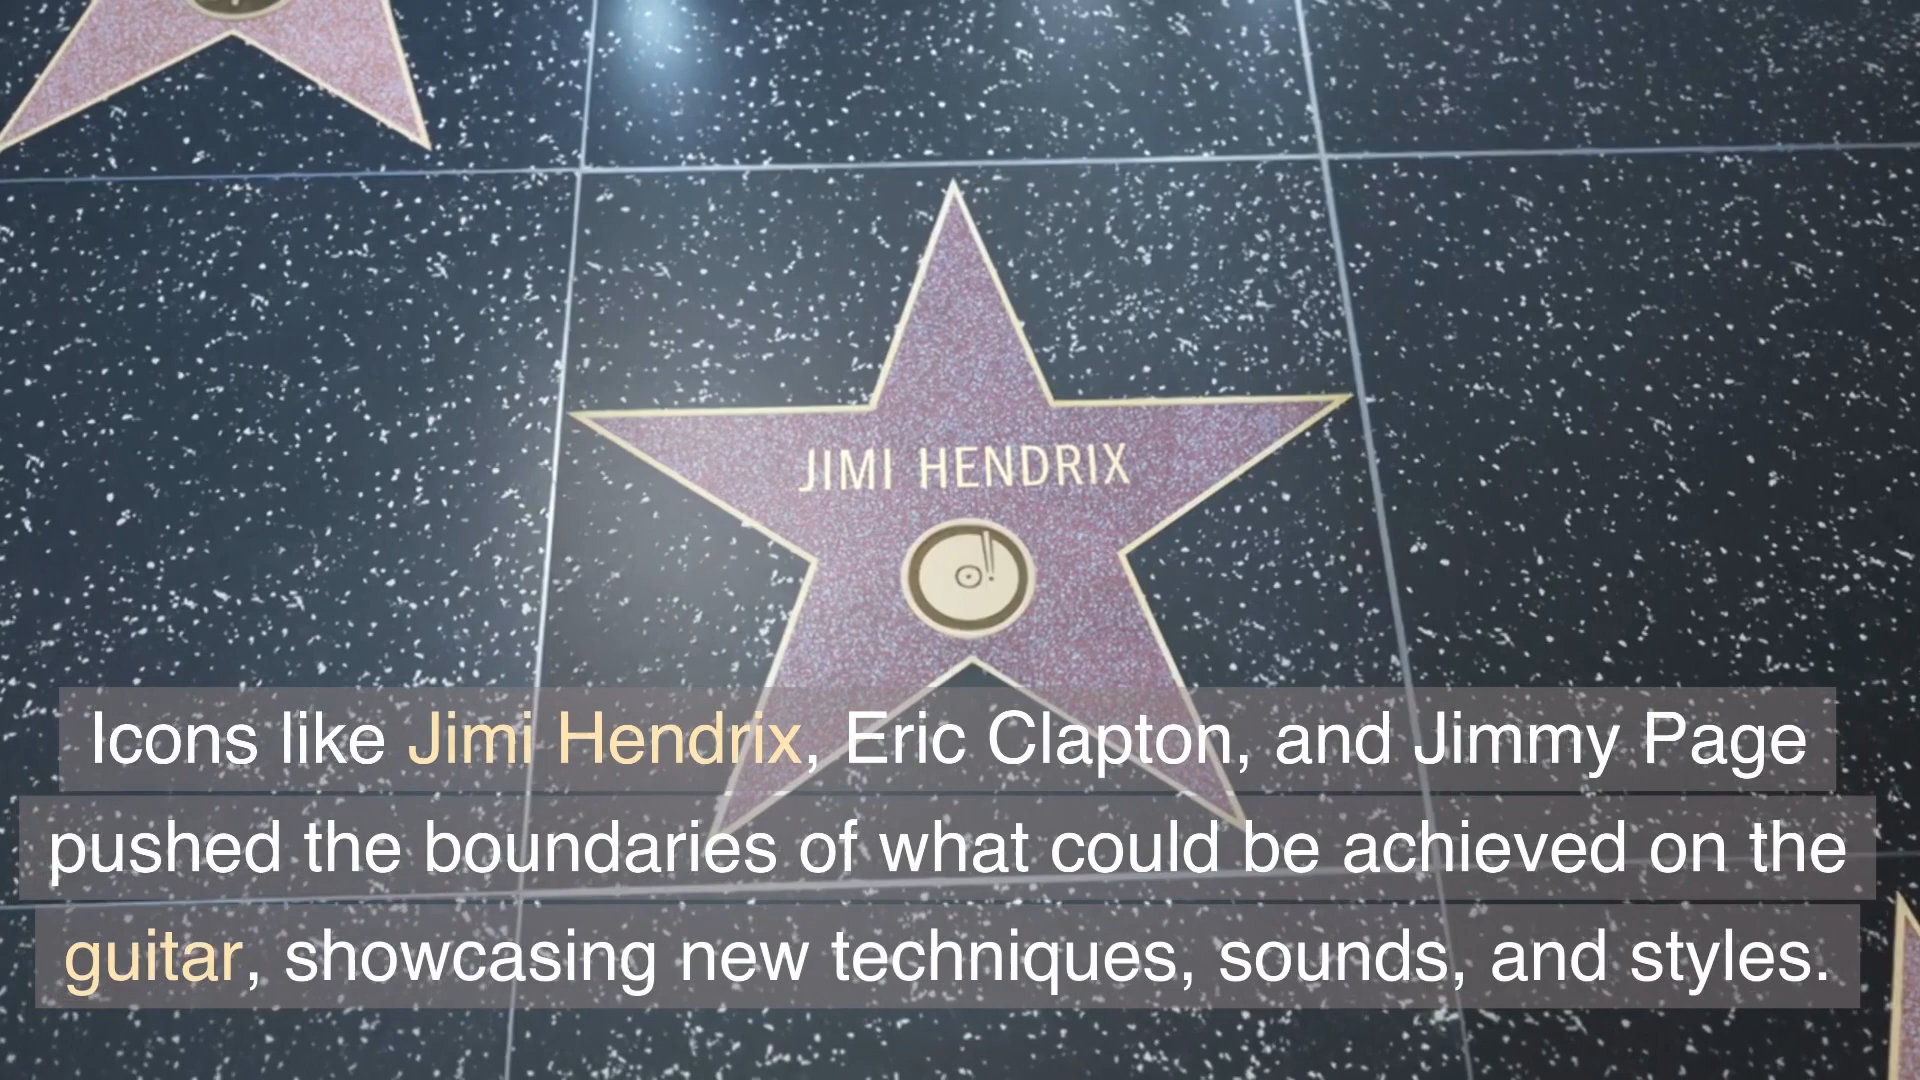 JIMI HENDRIX
Icons like Jimi Hendrix, Eric Clapton, and Jimmy Page
pushed the boundaries of what could be achieved on the
guitar, showcasing new techniques, sounds, and styles.